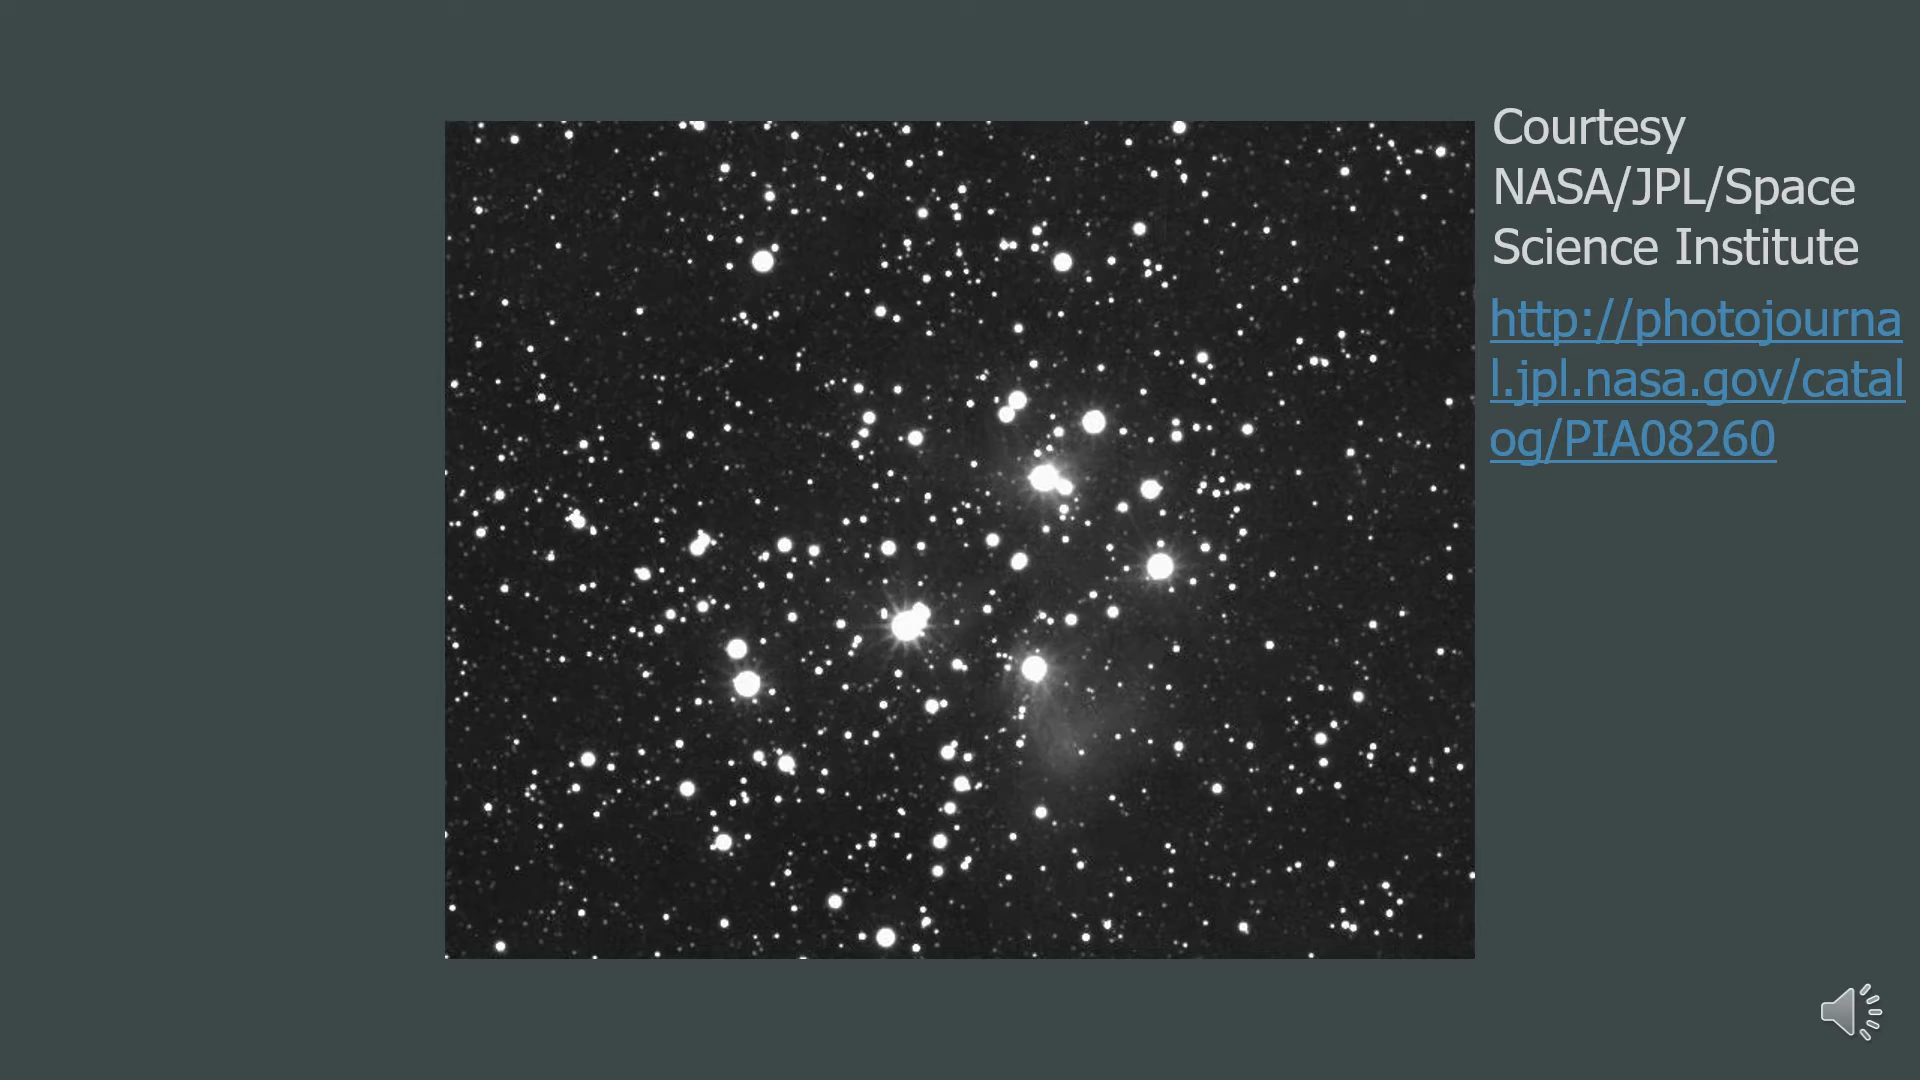 Courtesy
NASA/JPL/Space
Science Institute
http://photojourna
l.jpl.nasa.gov/catal
og/PIA08260